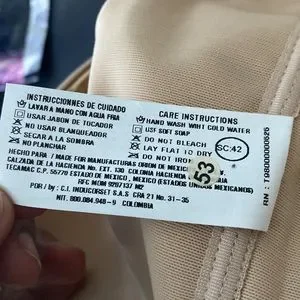 INSTRUCCIONNES DE CUIDADO
LAVAR A MANO CON AGUA FRIA
USAR JABON DE TOCADOR
NO USAR BLANQUEADOR
SECAR A LA SOMBRA
NO PLANCHAR
CARE INSTRUCTIONS
HAND WASH WIHT COLD WATER
USE SOFT SOAP
DO NOT BLEACH
LAY FLAT TO DRY
DO NOT IRON
SC:42
53
HECHO PARA / MADE FOR MANUFACTURAS ORION DE MEXICO
CALZADA DE LA HACIENDA No. EXT. 130 COLONIA HACIENDA
TECAMAC C.P. 55770 ESTADO DE MEXICO, MEXICO (ESTADOS UNIDOS MEXICANOS)
RFC MOM 9207137 M2
POR / by : C.I. INDUCORSET S.A.S CRA 21 No. 31-35
NIT. 800.084.948-9 COLOMBIA